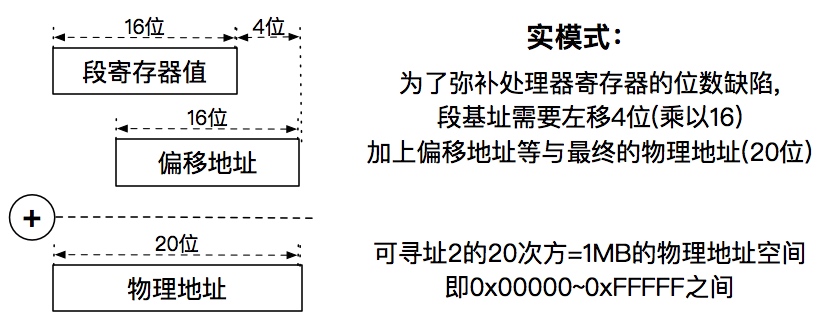 16位
4位
段寄存器值
16位
偏移地址
+
20位
物理地址
实模式：
为了弥补处理器寄存器的位数缺陷，
段基址需要左移4位(乘以16)
加上偏移地址等与最终的物理地址(20位)
可寻址2的20次方=1MB的物理地址空间
即0x00000~0xFFFFF之间